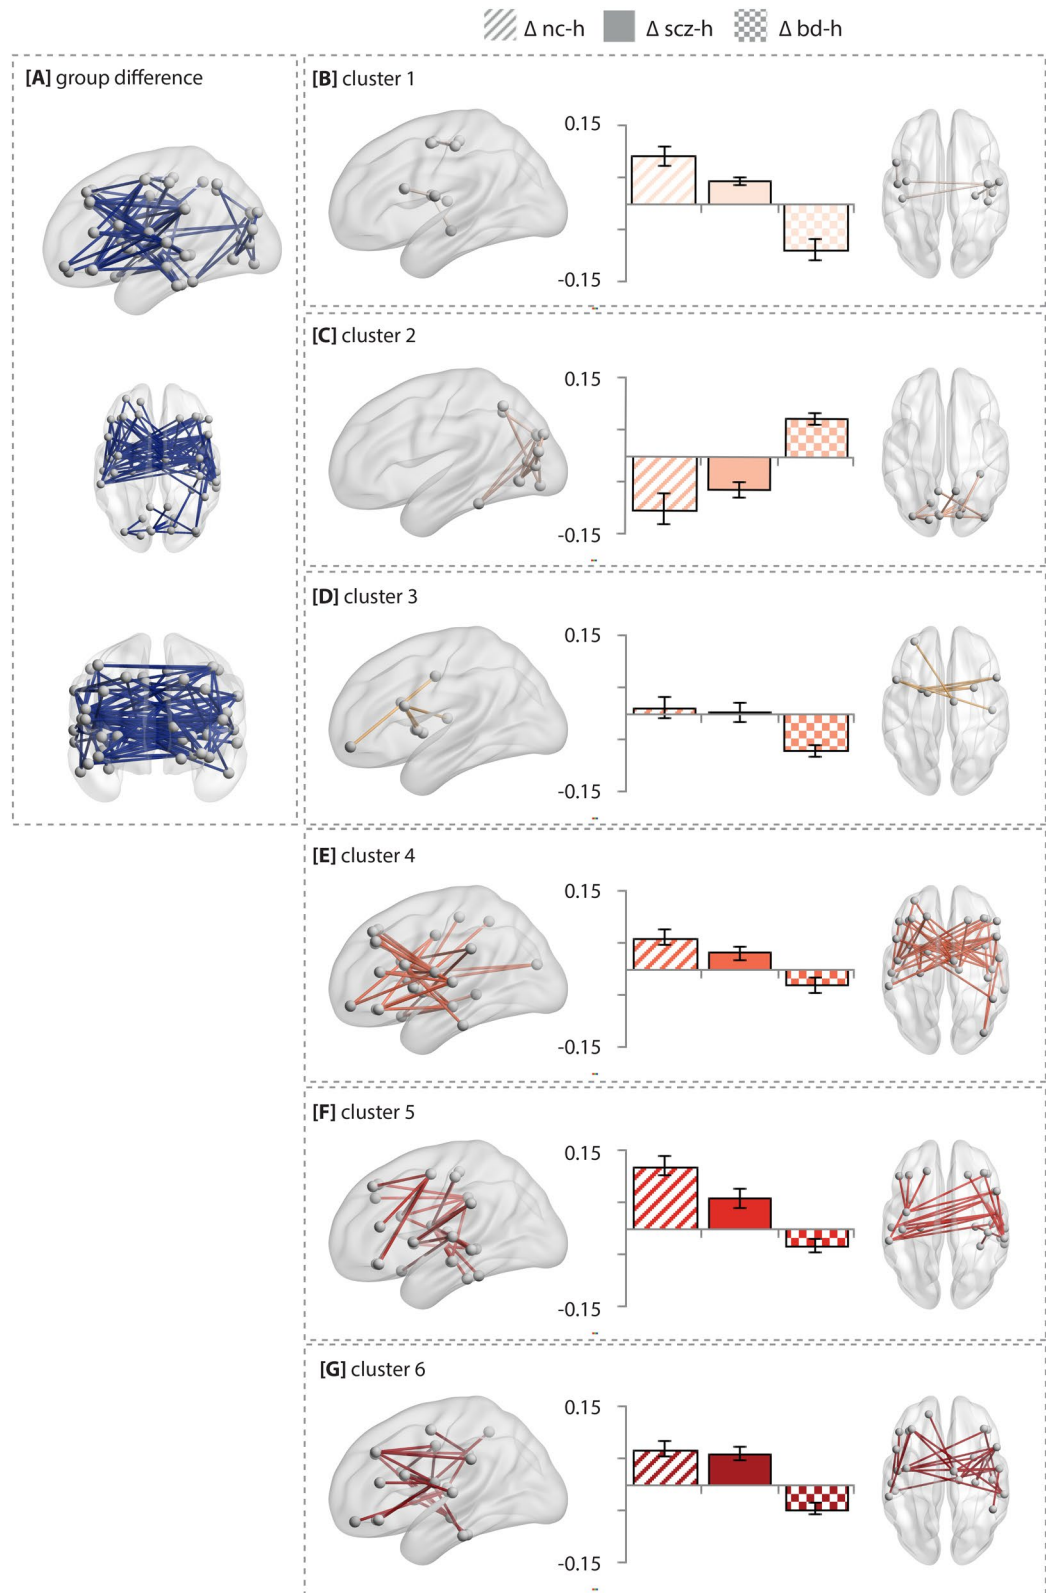 Δ nc-h Δ scz-h Δ bd-h
[A] group difference
[B] cluster 1
0.15
-0.15
[C] cluster 2
0.15
-0.15
[D] cluster 3
0.15
-0.15
[E] cluster 4
0.15
-0.15
[F] cluster 5
0.15
-0.15
[G] cluster 6
0.15
-0.15